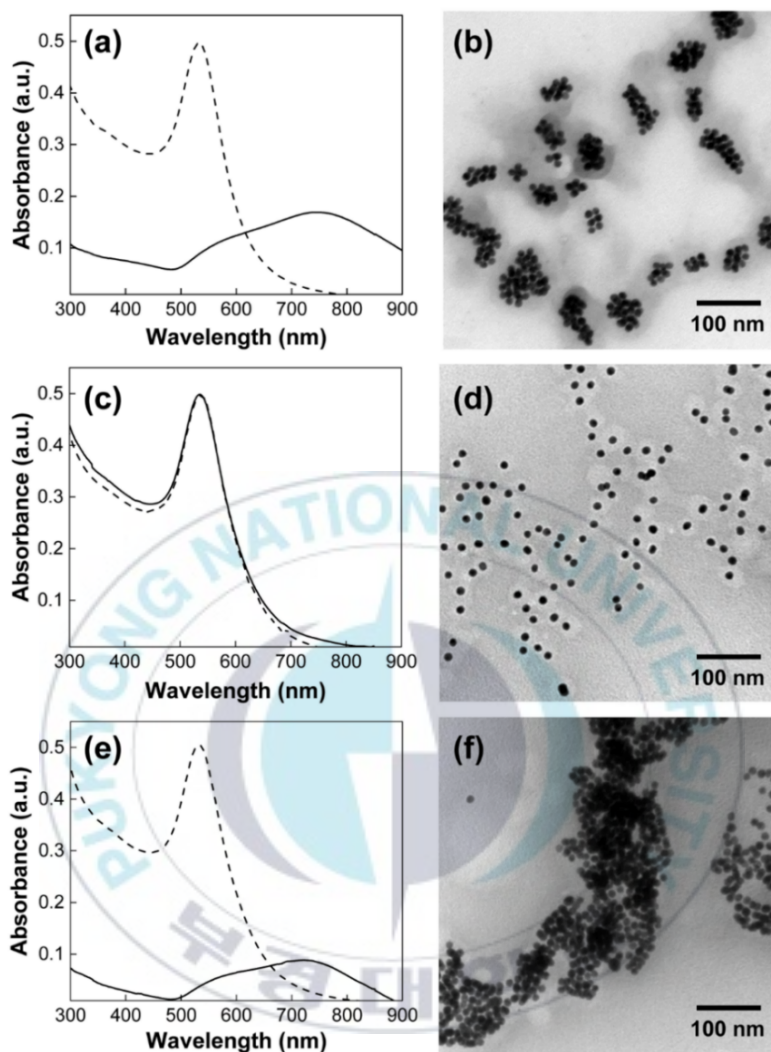 (a)
0.5
0.4
0.3
0.2
0.1
Absorbance (a.u.)
300 400 500 600 700 800 900
Wavelength (nm)
(b)
100 nm
(c)
0.5
0.4
0.3
0.2
0.1
Absorbance (a.u.)
300 400 500 600 700 800 900
Wavelength (nm)
(d)
100 nm
(e)
0.5
0.4
0.3
0.2
0.1
Absorbance (a.u.)
300 400 500 600 700 800 900
Wavelength (nm)
(f)
100 nm
PUKYONG NATIONAL UNIVERSITY
부경대